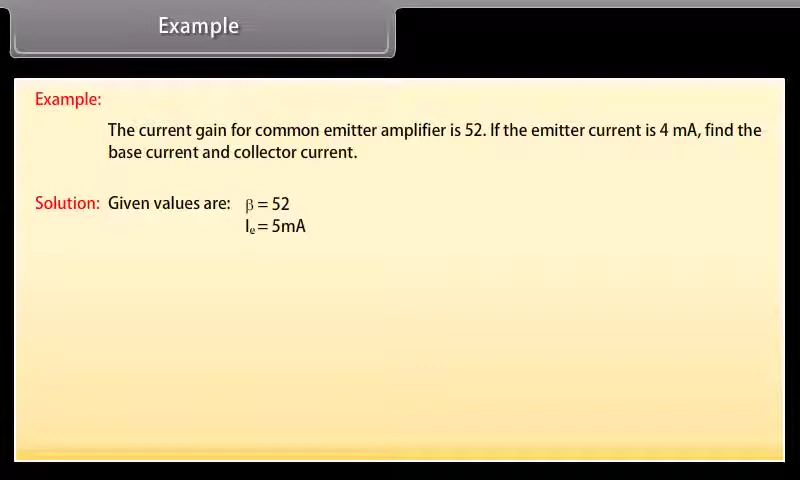 Example
Example:
The current gain for common emitter amplifier is 52. If the emitter current is 4 mA, find the
base current and collector current.
Solution: Given values are: β = 52
Iₑ = 5mA